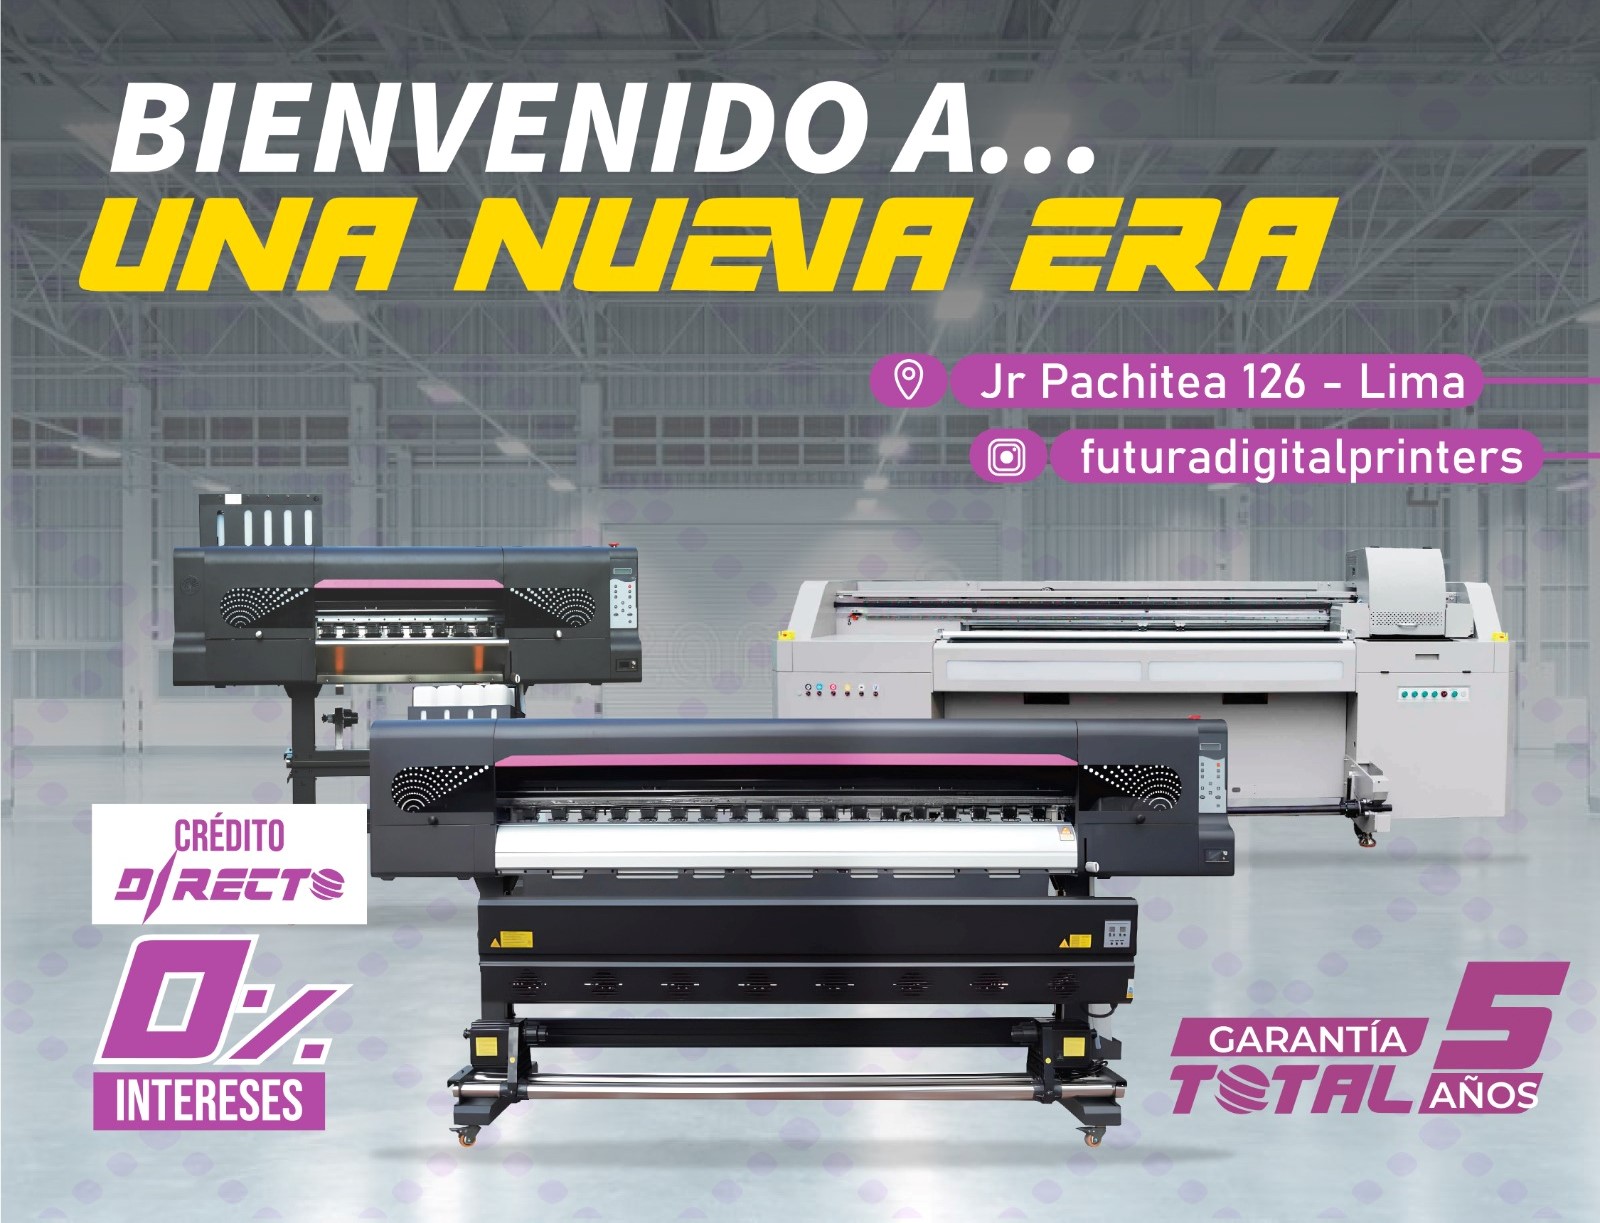 BIENVENIDO A...
UNA NUEVA ERA
Jr Pachitea 126 - Lima
futuradigitalprinters
CRÉDITO
DIRECTO
0%
INTERESES
GARANTÍA
TOTAL
5
AÑOS